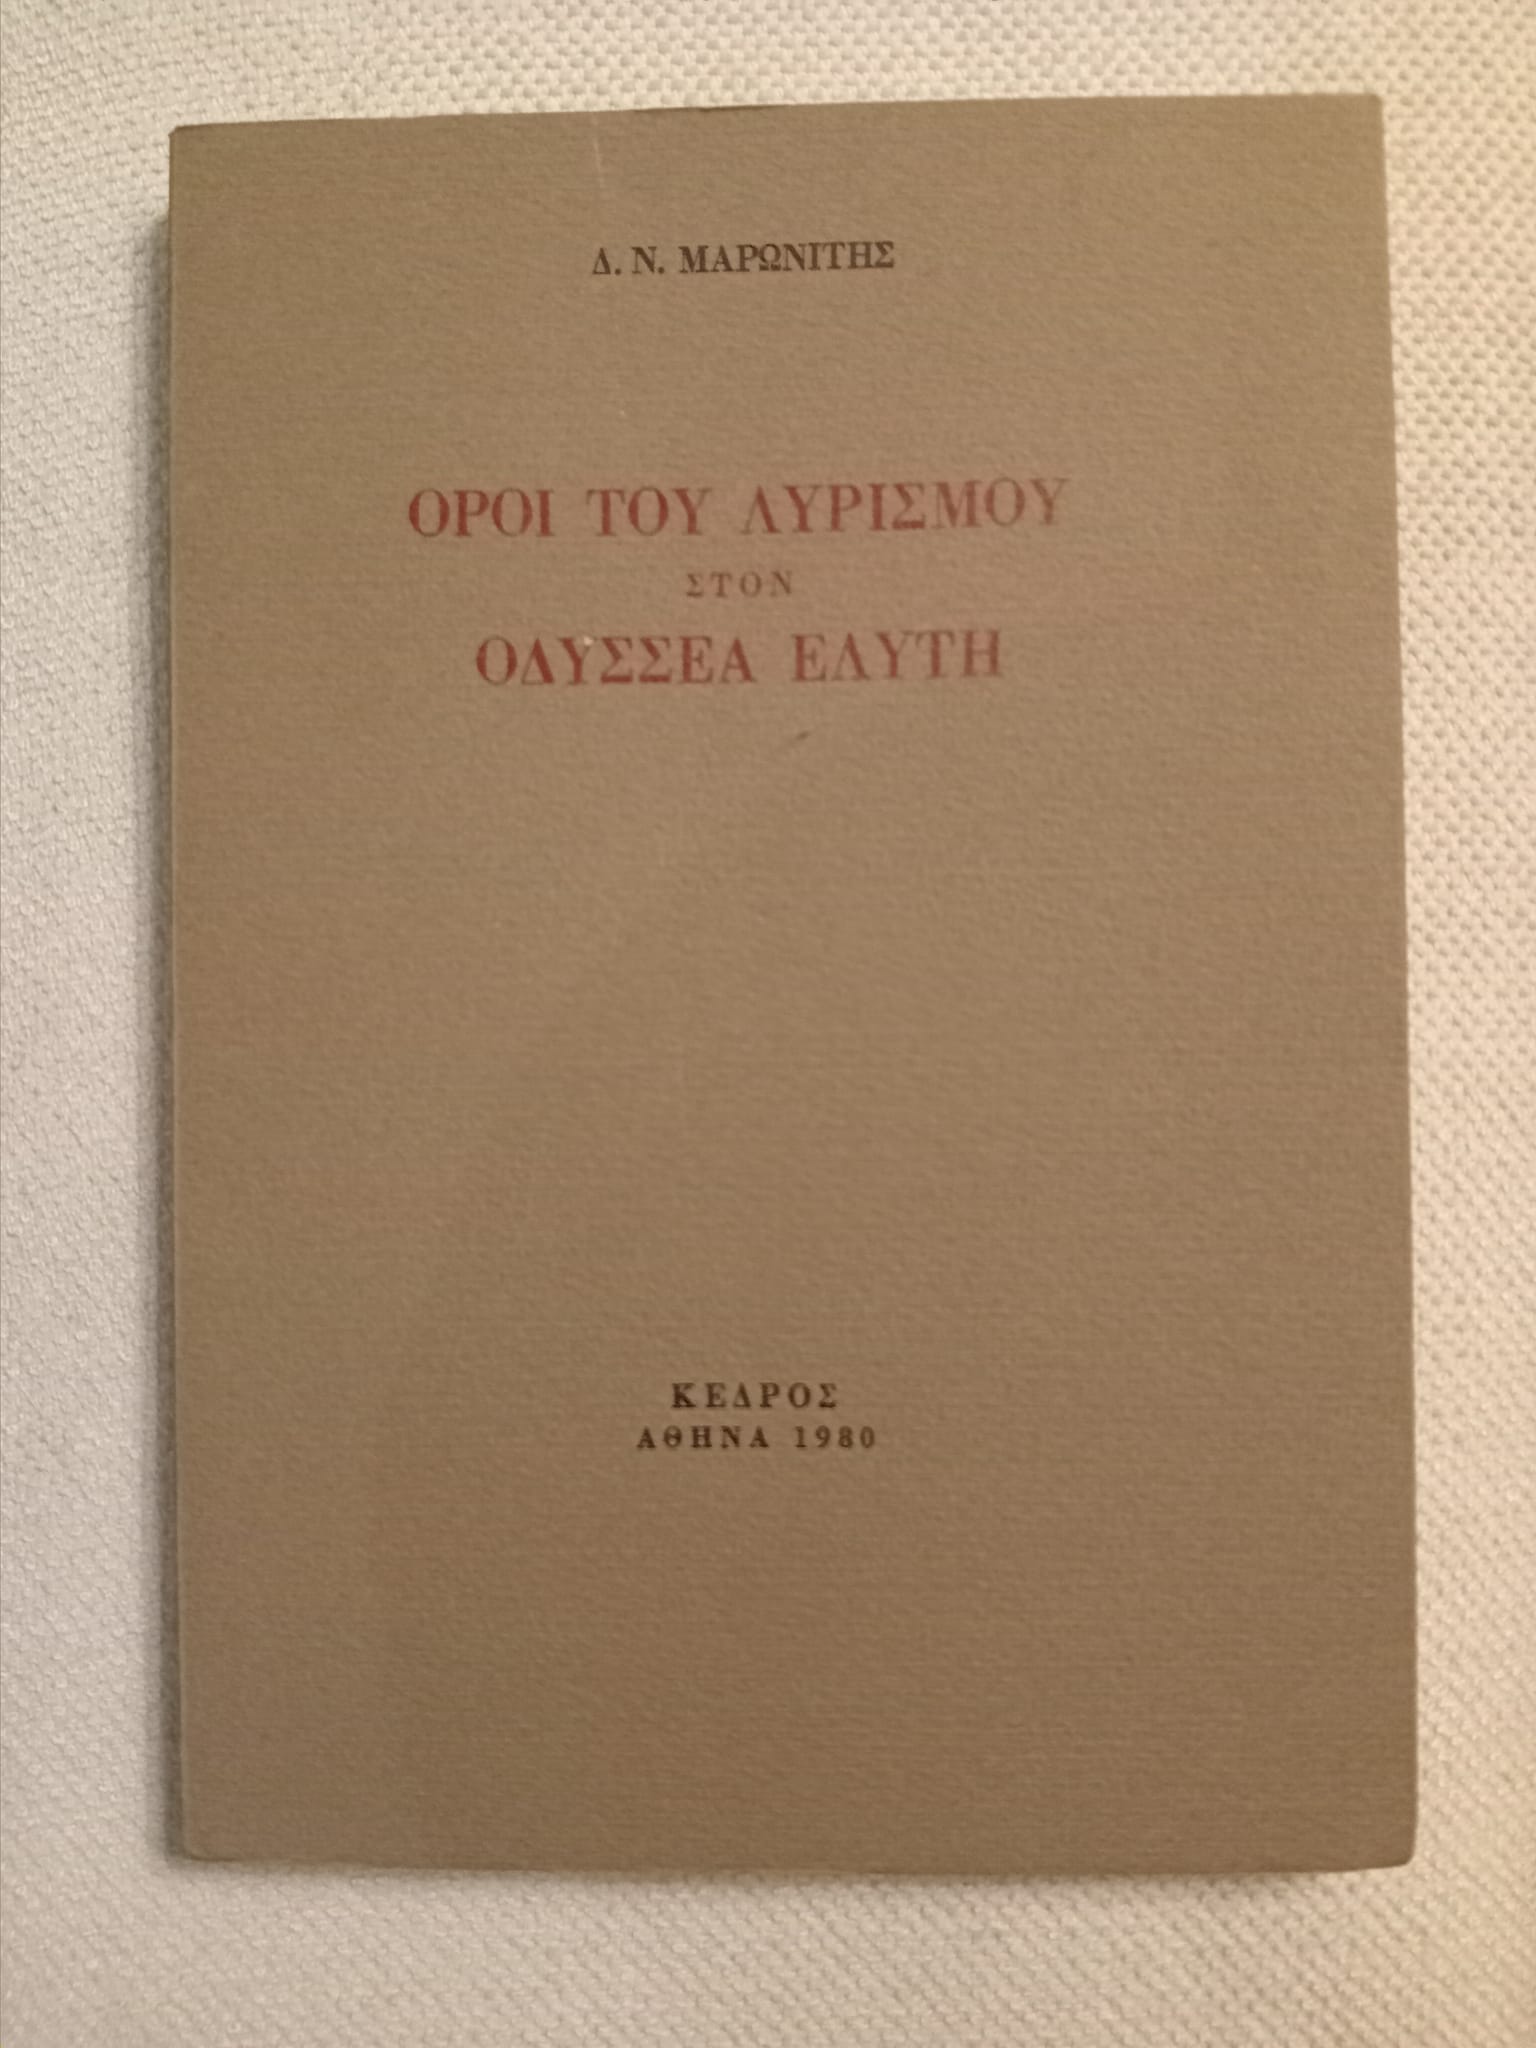 Δ. Ν. ΜΑΡΩΝΙΤΗΣ
ΟΡΟΙ ΤΟΥ ΛΥΡΙΣΜΟΥ
ΣΤΟΝ
ΟΔΥΣΣΕΑ ΕΛΥΤΗ
ΚΕΔΡΟΣ
ΑΘΗΝΑ 1980